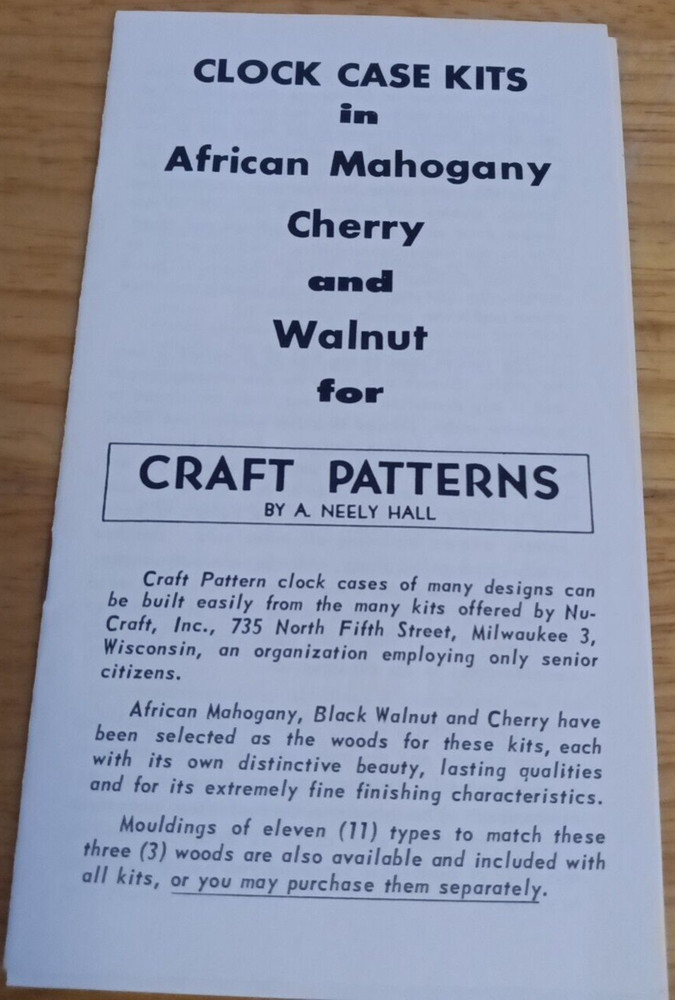 CLOCK CASE KITS
in
African Mahogany
Cherry
and
Walnut
for
CRAFT PATTERNS
BY A. NEELY HALL
Craft Pattern clock cases of many designs can
be built easily from the many kits offered by Nu-
Craft, Inc., 735 North Fifth Street, Milwaukee 3,
Wisconsin, an organization employing only senior
citizens.
African Mahogany, Black Walnut and Cherry have
been selected as the woods for these kits, each
with its own distinctive beauty, lasting qualities
and for its extremely fine finishing characteristics.
Mouldings of eleven (11) types to match these
three (3) woods are also available and included with
all kits, or you may purchase them separately.